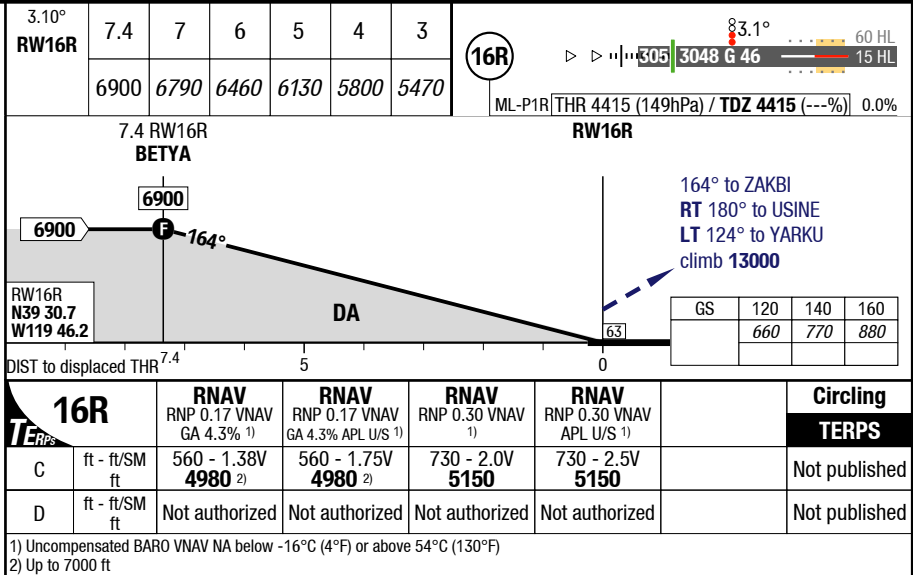 3.10°
RW16R
7.4 7 6 5 4 3
6900 6790 6460 6130 5800 5470
16R
305 3048 G 46
3.1°
60 HL
15 HL
ML-P1R THR 4415 (149hPa) / TDZ 4415 (---%) 0.0%
7.4 RW16R
BETYA
RW16R
6900
6900
F
164°
DA
164° to ZAKBI
RT 180° to USINE
LT 124° to YARKU
climb 13000
RW16R
N39 30.7
W119 46.2
63
GS 120 140 160
660 770 880
DIST to displaced THR 7.4 5 0
TERPs
16R
RNAV
RNP 0.17 VNAV
GA 4.3% 1)
RNAV
RNP 0.17 VNAV
GA 4.3% APL U/S 1)
RNAV
RNP 0.30 VNAV
1)
RNAV
RNP 0.30 VNAV
APL U/S 1)
Circling
TERPS
C
ft - ft/SM
ft
560 - 1.38V
4980 2)
560 - 1.75V
4980 2)
730 - 2.0V
5150
730 - 2.5V
5150
Not published
D
ft - ft/SM
ft
Not authorized
Not authorized
Not authorized
Not authorized
Not published
1) Uncompensated BARO VNAV NA below -16°C (4°F) or above 54°C (130°F)
2) Up to 7000 ft